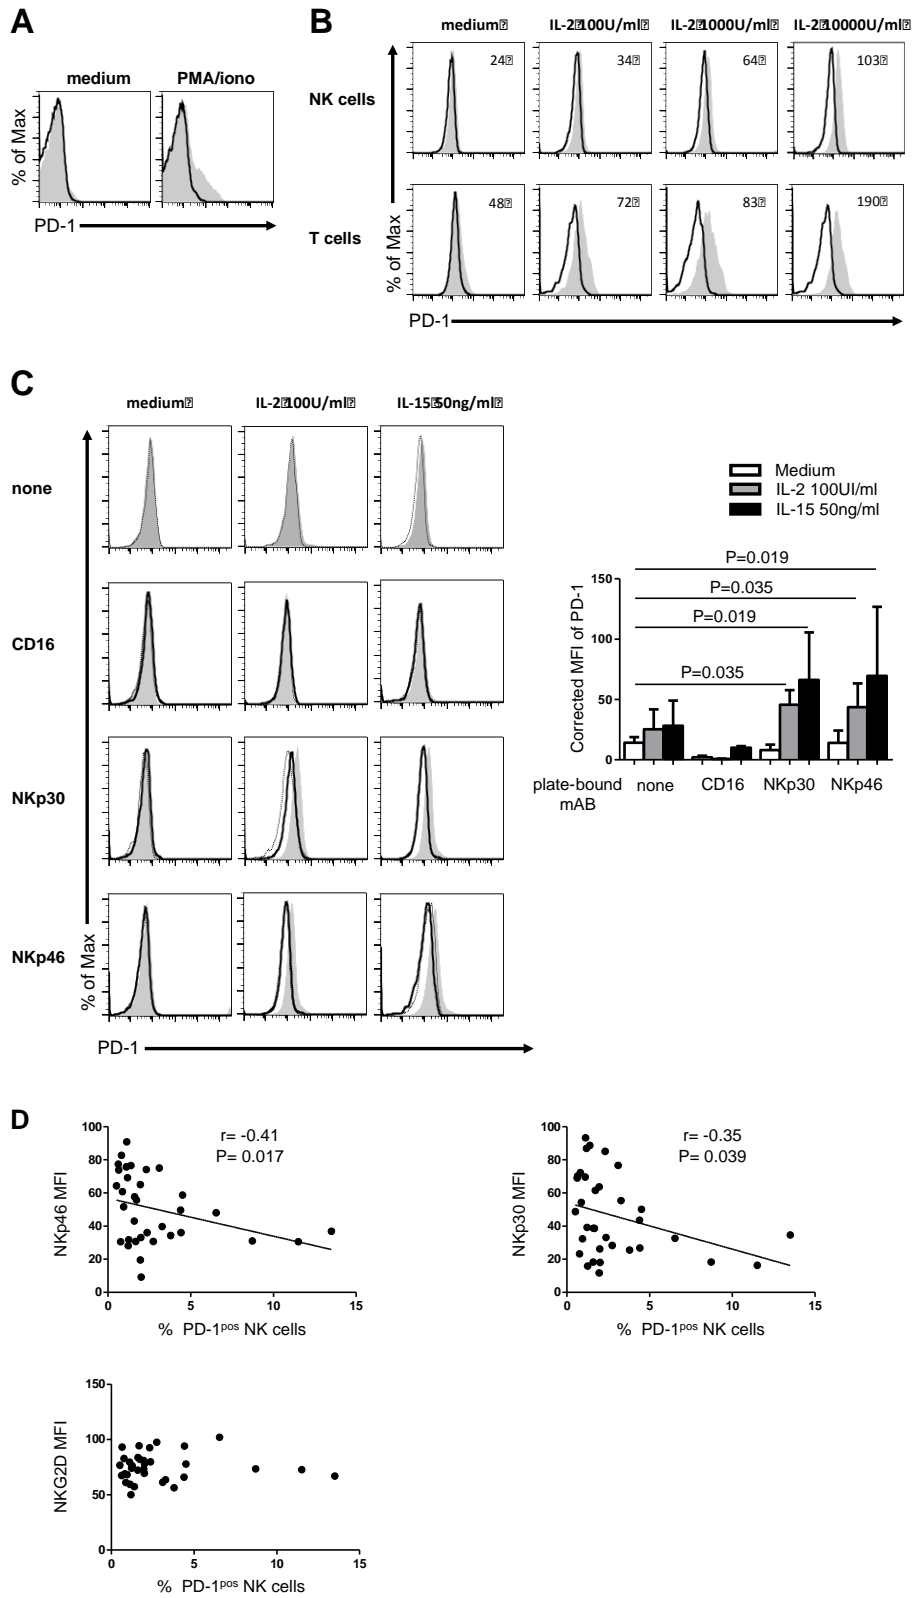 A
medium
PMA/iono
% of Max
PD-1
B
medium
IL-2 100U/ml
IL-2 1000U/ml
IL-2 10000U/ml
NK cells
24
34
64
103
T cells
48
72
83
190
% of Max
PD-1
C
medium
IL-2 100U/ml
IL-15 50ng/ml
none
CD16
NKp30
NKp46
% of Max
PD-1
Medium
IL-2 100UI/ml
IL-15 50ng/ml
P=0.019
P=0.035
P=0.019
P=0.035
Corrected MFI of PD-1
150
100
50
0
plate-bound
mAB
none
CD16
NKp30
NKp46
D
r= -0.41
P= 0.017
NKp46 MFI
100
80
60
40
20
0
0 5 10 15
% PD-1pos NK cells
r= -0.35
P= 0.039
NKp30 MFI
100
80
60
40
20
0
0 5 10 15
% PD-1pos NK cells
NKG2D MFI
150
100
50
0
0 5 10 15
% PD-1pos NK cells